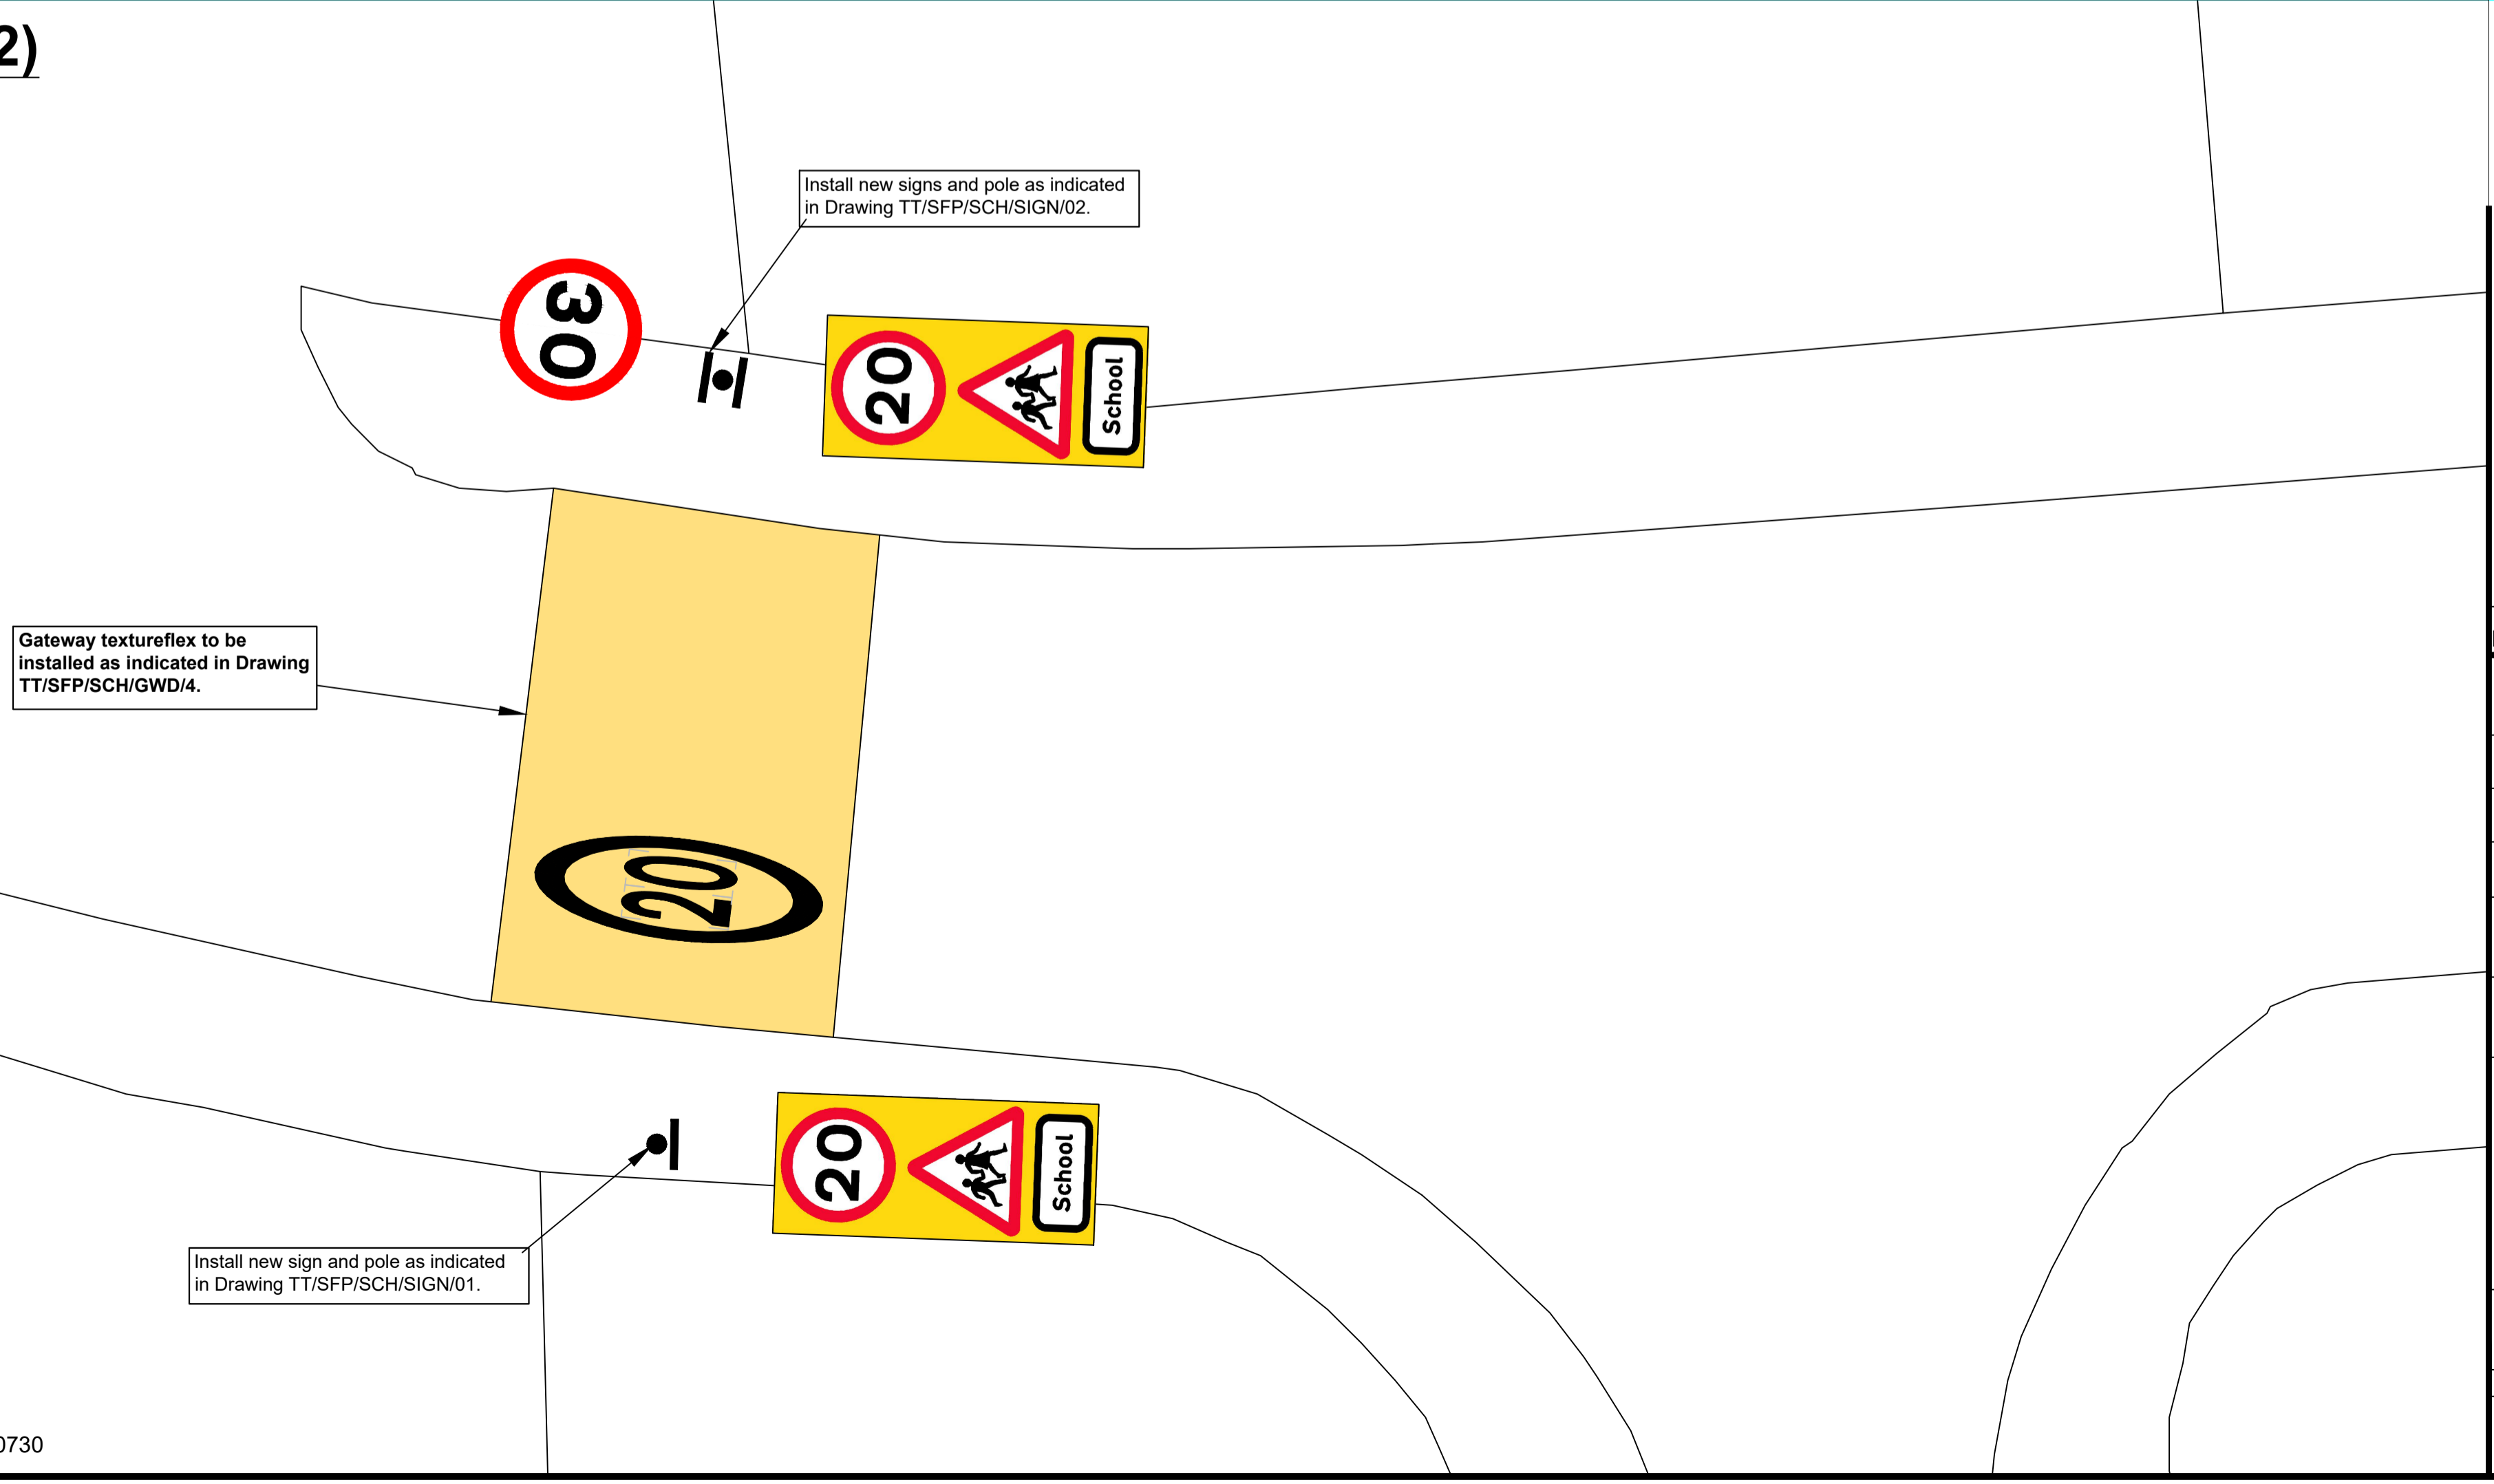 2)
Install new signs and pole as indicated
in Drawing TT/SFP/SCH/SIGN/02.
30
20
School
Gateway textureflex to be
installed as indicated in Drawing
TT/SFP/SCH/GWD/4.
20
20
School
Install new sign and pole as indicated
in Drawing TT/SFP/SCH/SIGN/01.
0730